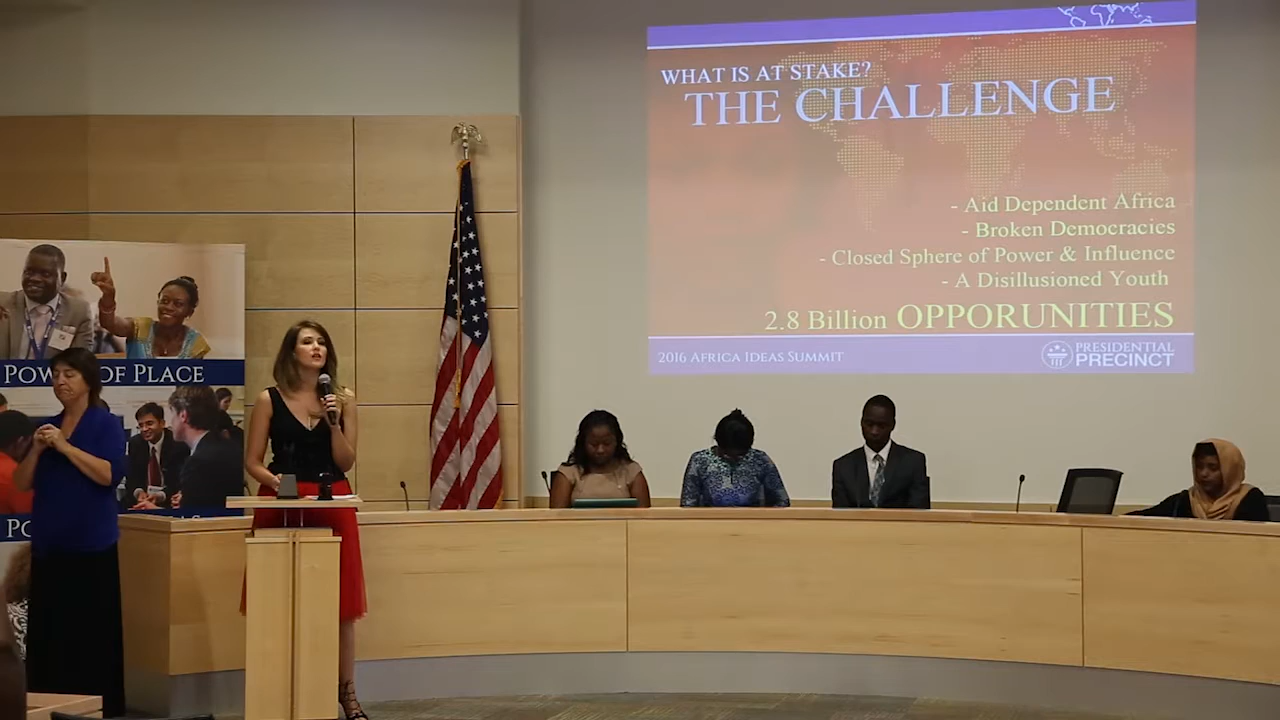 WHAT IS AT STAKE?
THE CHALLENGE
- Aid Dependent Africa
- Broken Democracies
- Closed Sphere of Power & Influence
- A Disillusioned Youth
2.8 Billion OPPORUNITIES
2016 AFRICA IDEAS SUMMIT
PRESIDENTIAL
PRECINCT
OF PLACE